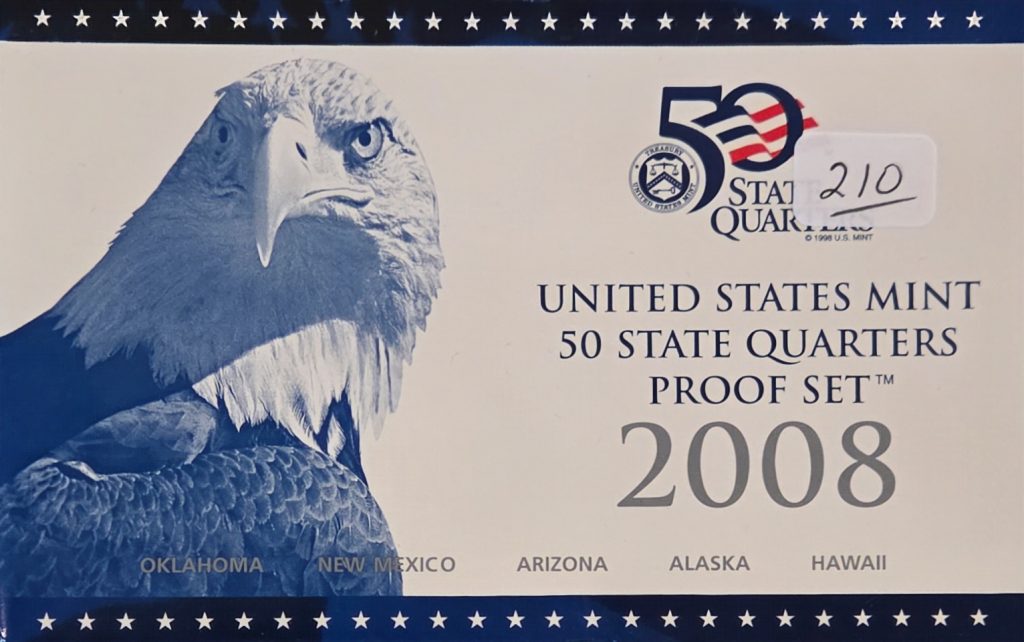 50
TREASURY
UNITED STATES MINT
STAT
QUARTERS
210
© 1998 U.S. MINT
UNITED STATES MINT
50 STATE QUARTERS
PROOF SET™
2008
OKLAHOMA NEW MEXICO ARIZONA ALASKA HAWAII